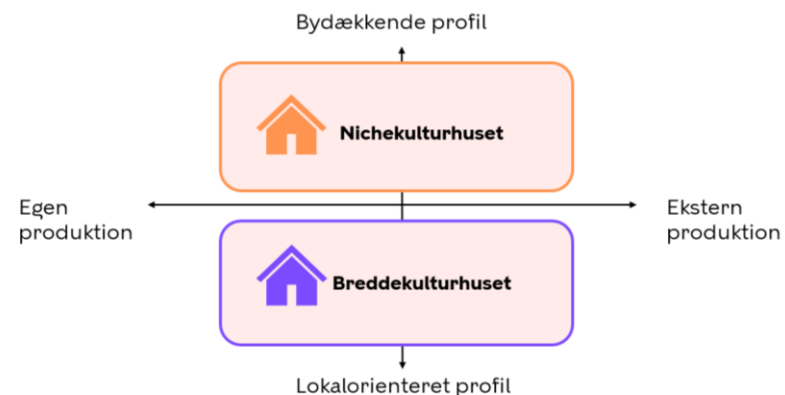 Bydækkende profil
Nichekulturhuset
Egen
produktion
Ekstern
produktion
Breddekulturhuset
Lokalorienteret profil